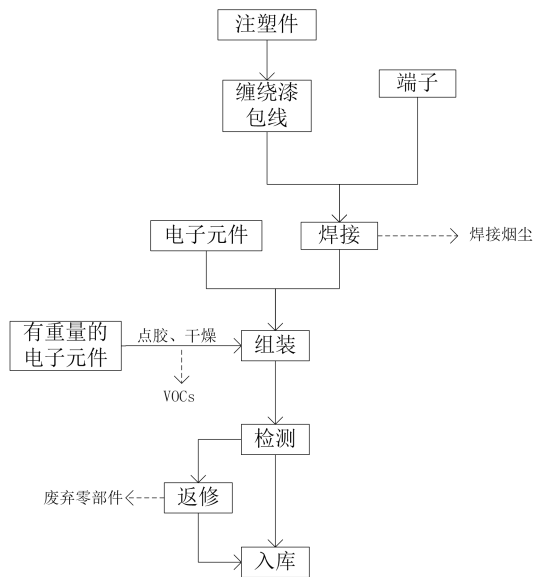 注塑件
缠绕漆
包线
端子
电子元件
焊接
焊接烟尘
有重量的
电子元件
点胶、干燥
组装
VOCs
检测
废弃零部件
返修
入库